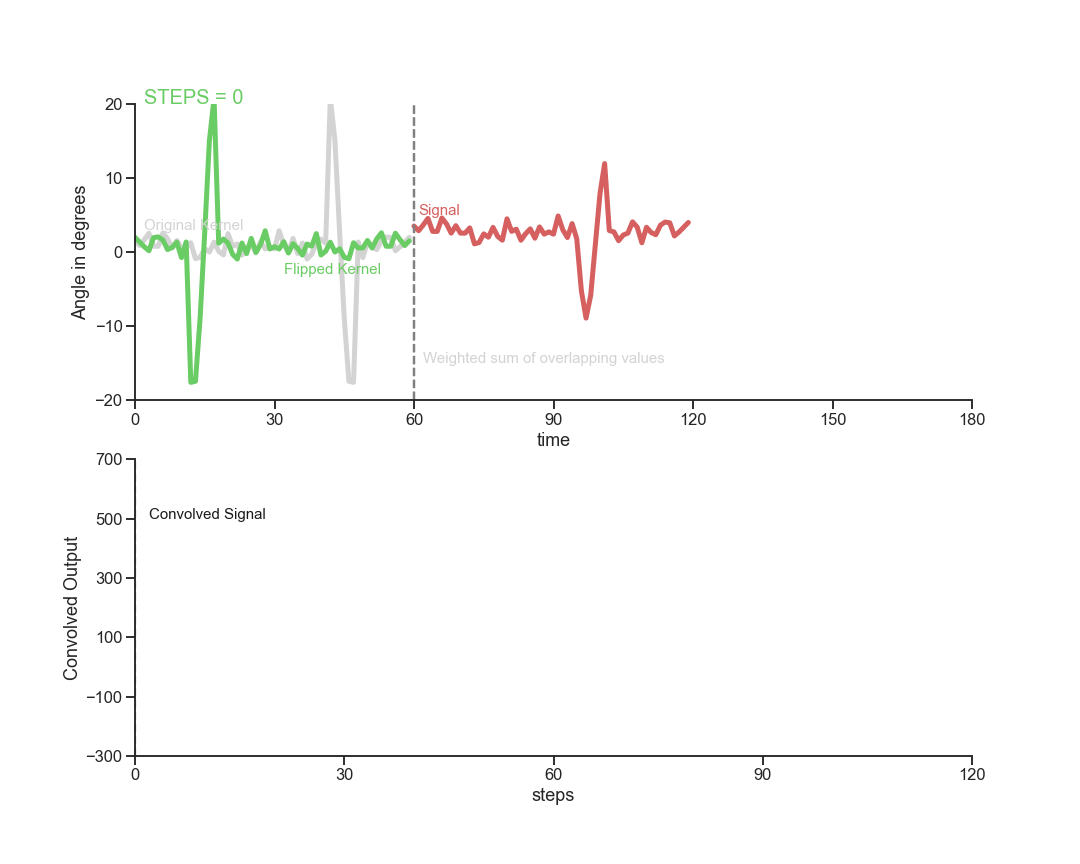 STEPS = 0
20
10
0
−10
−20
Angle in degrees
Original Kernel
Flipped Kernel
Signal
Weighted sum of overlapping values
0 30 60 90 120 150 180
time
700
500
300
100
−100
−300
Convolved Output
Convolved Signal
0 30 60 90 120
steps